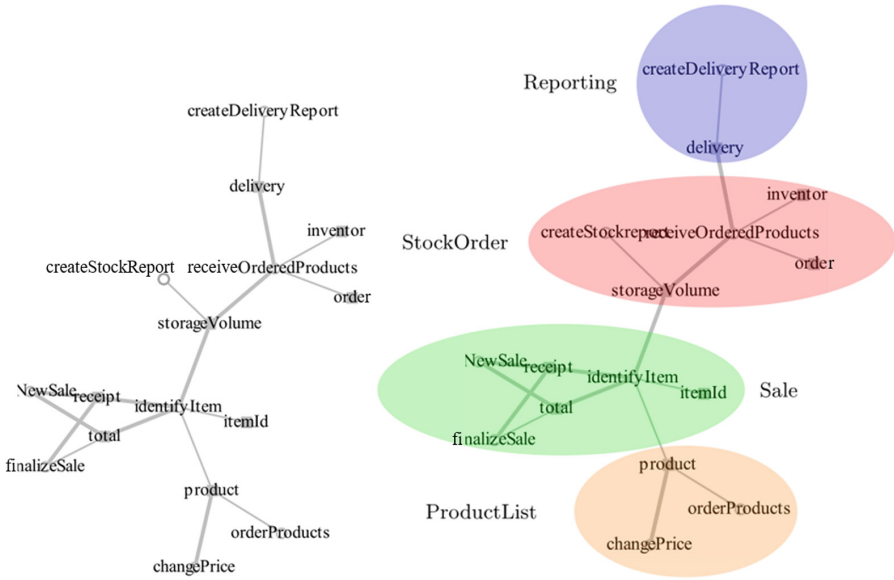 createDeliveryReport
delivery
inventor
createStockReport
receiveOrderedProducts
order
storageVolume
NewSale
receipt
identifyItem
itemId
total
finalizeSale
product
orderProducts
changePrice
Reporting
createDeliveryReport
delivery
StockOrder
inventor
createStockreport
receiveOrderedProducts
order
storageVolume
NewSale
receipt
identifyItem
itemId
Sale
total
finalizeSale
product
ProductList
orderProducts
changePrice